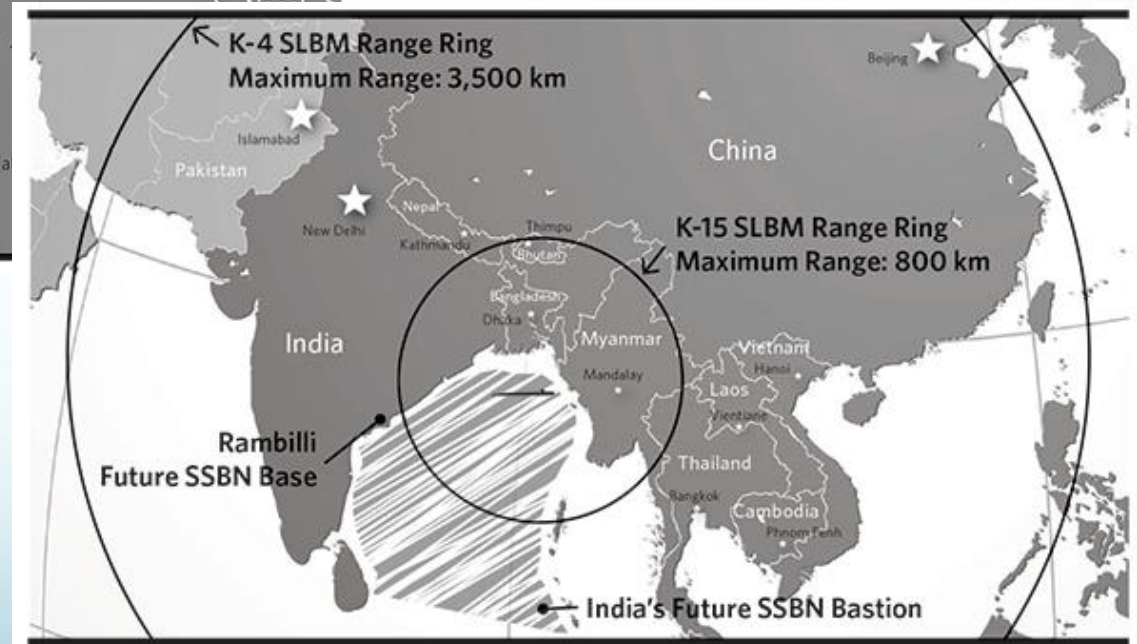 K-4 SLBM Range Ring
Maximum Range: 3,500 km
Beijing
Islamabad
Pakistan
China
New Delhi
Nepal
Kathmandu
Thimpu
Bhutan
K-15 SLBM Range Ring
Maximum Range: 800 km
Bangladesh
Dhaka
India
Myanmar
Mandalay
Vietnam
Hanoi
Laos
Vientiane
Rambilli
Future SSBN Base
Thailand
Bangkok
Cambodia
Phnom Penh
India's Future SSBN Bastion